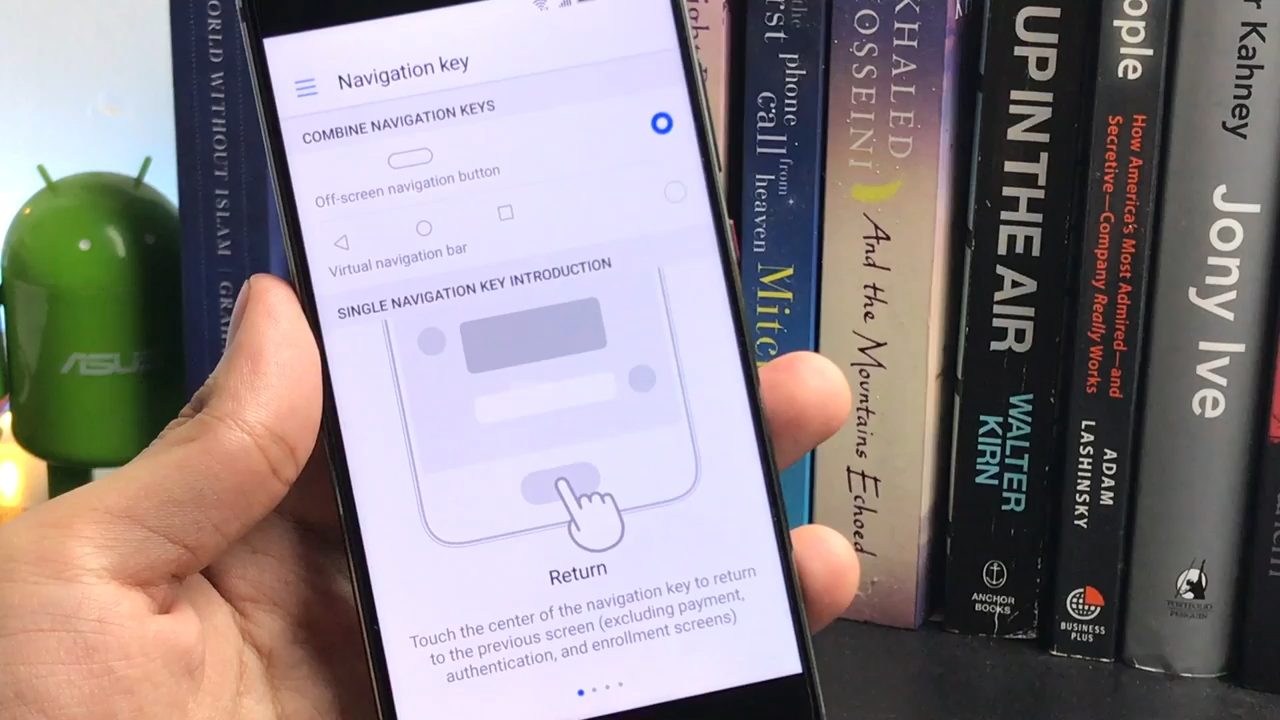 Navigation key
COMBINE NAVIGATION KEYS
Off-screen navigation button
Virtual navigation bar
SINGLE NAVIGATION KEY INTRODUCTION
Return
Touch the center of the navigation key to return
to the previous screen (excluding payment,
authentication, and enrollment screens)
ASUS
WORLD WITHOUT ISLAM
the
first phone
call from
heaven
Mitc
KHALED
HOSSEINI
And the Mountains Echoed
UP IN THE AIR
WALTER
KIRN
ANCHOR
BOOKS
ople
How America's Most Admired—and
Secretive—Company Really Works
ADAM
LASHINSKY
BUSINESS
PLUS
r Kahney
Jony Ive
PORTFOLIO
PENGUIN